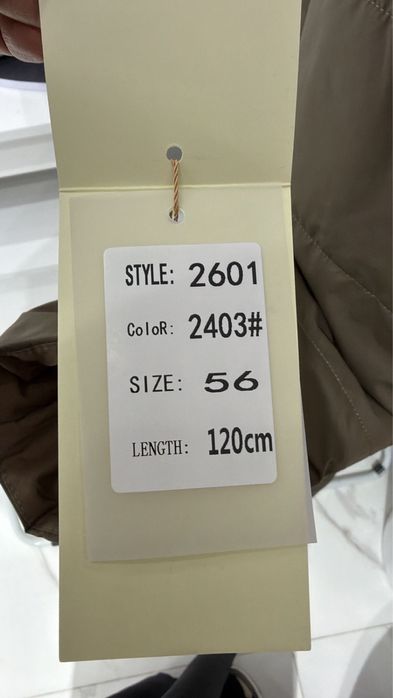 STYLE: 2601
ColoR: 2403#
SIZE: 56
LENGTH: 120cm